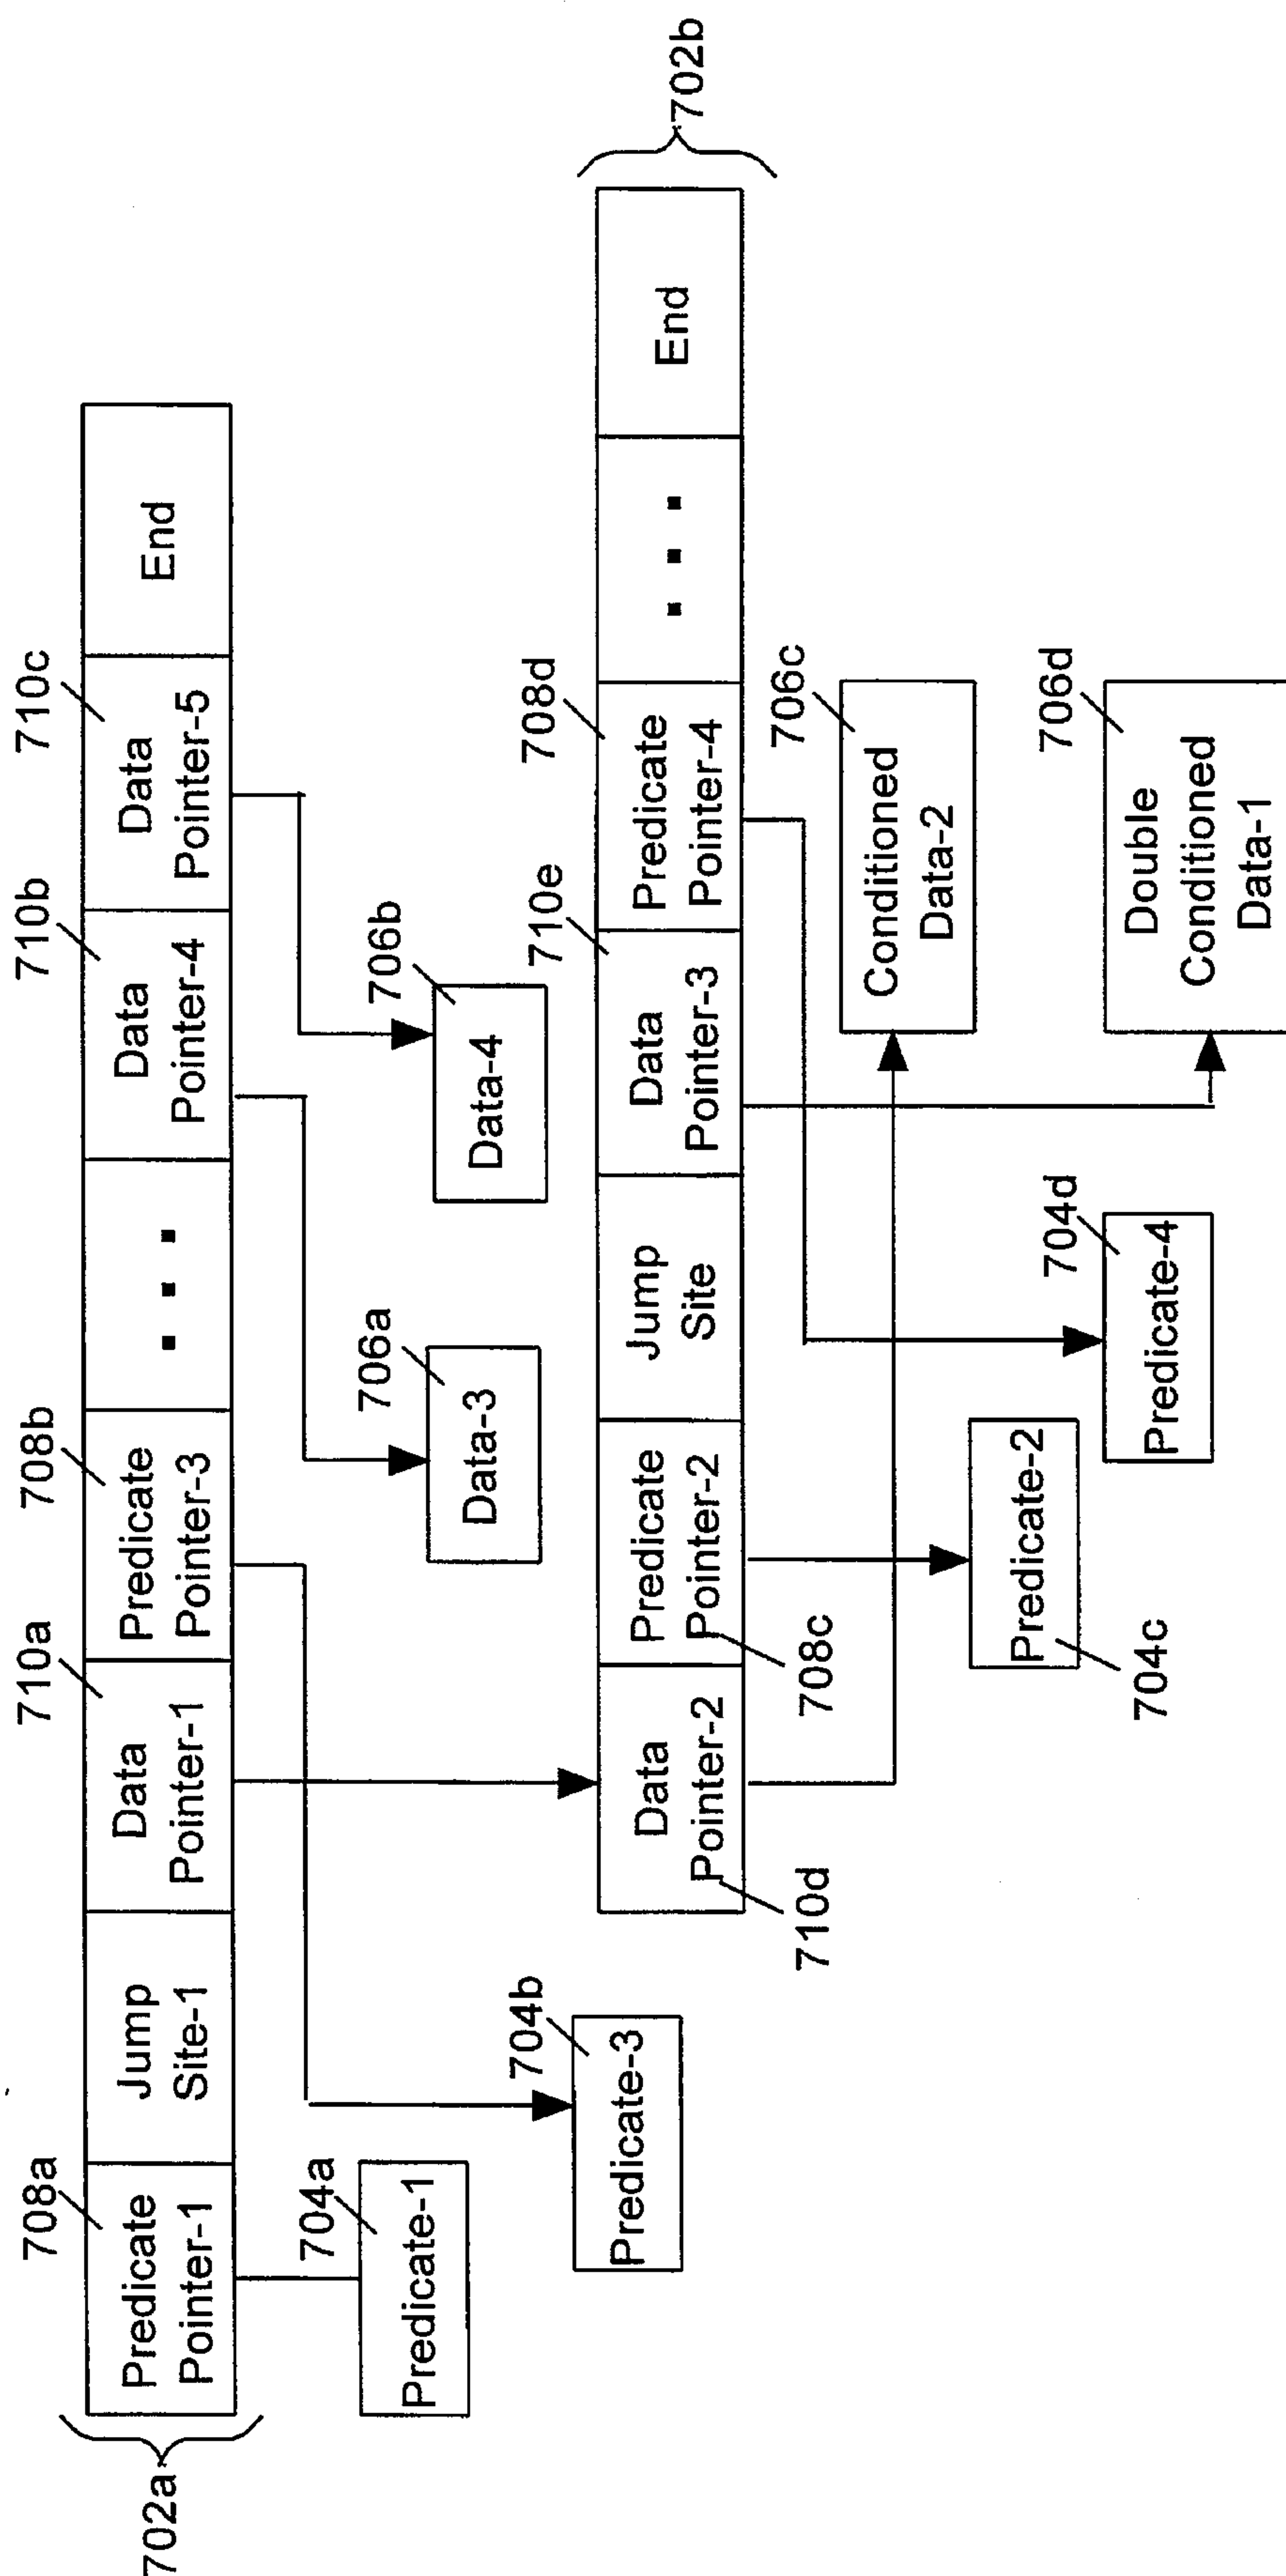 702a
708a
Predicate
Pointer-1
Jump
Site-1
710a
Data
Pointer-1
708b
Predicate
Pointer-3
. . .
710b
Data
Pointer-4
710c
Data
Pointer-5
End
704a
Predicate-1
704b
Predicate-3
706a
Data-3
706b
Data-4
702b
710d
Data
Pointer-2
708c
Predicate
Pointer-2
Jump
Site
710e
Data
Pointer-3
708d
Predicate
Pointer-4
. . .
End
704c
Predicate-2
704d
Predicate-4
706c
Conditioned
Data-2
706d
Double
Conditioned
Data-1